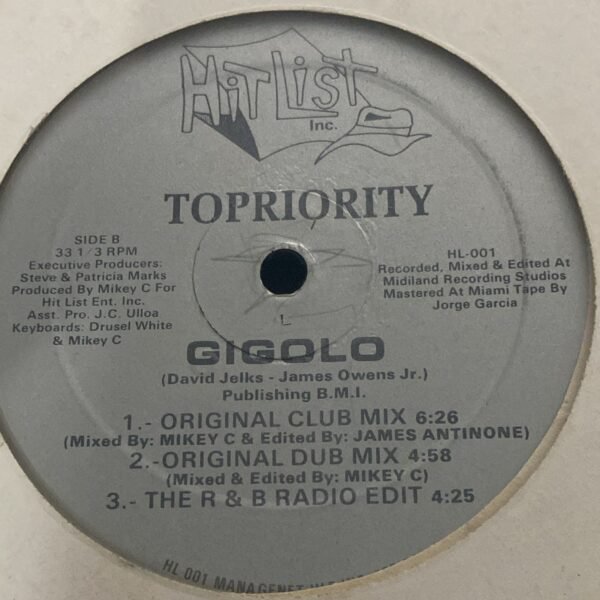 HIT LIST
Inc.
TOPRIORITY
SIDE B
33 1/3 RPM
Executive Producers:
Steve & Patricia Marks
Produced By Mikey C For
Hit List Ent. Inc.
Asst. Pro. J.C. Ulloa
Keyboards: Drusel White
& Mikey C
HL-001
Recorded, Mixed & Edited At
Midiland Recording Studios
Mastered At Miami Tape By
Jorge Garcia
L
GIGOLO
(David Jelks - James Owens Jr.)
Publishing B.M.I.
1.- ORIGINAL CLUB MIX 6:26
(Mixed By: MIKEY C & Edited By: JAMES ANTINONE)
2.-ORIGINAL DUB MIX 4:58
(Mixed & Edited By: MIKEY C)
3.- THE R & B RADIO EDIT 4:25
HL 001